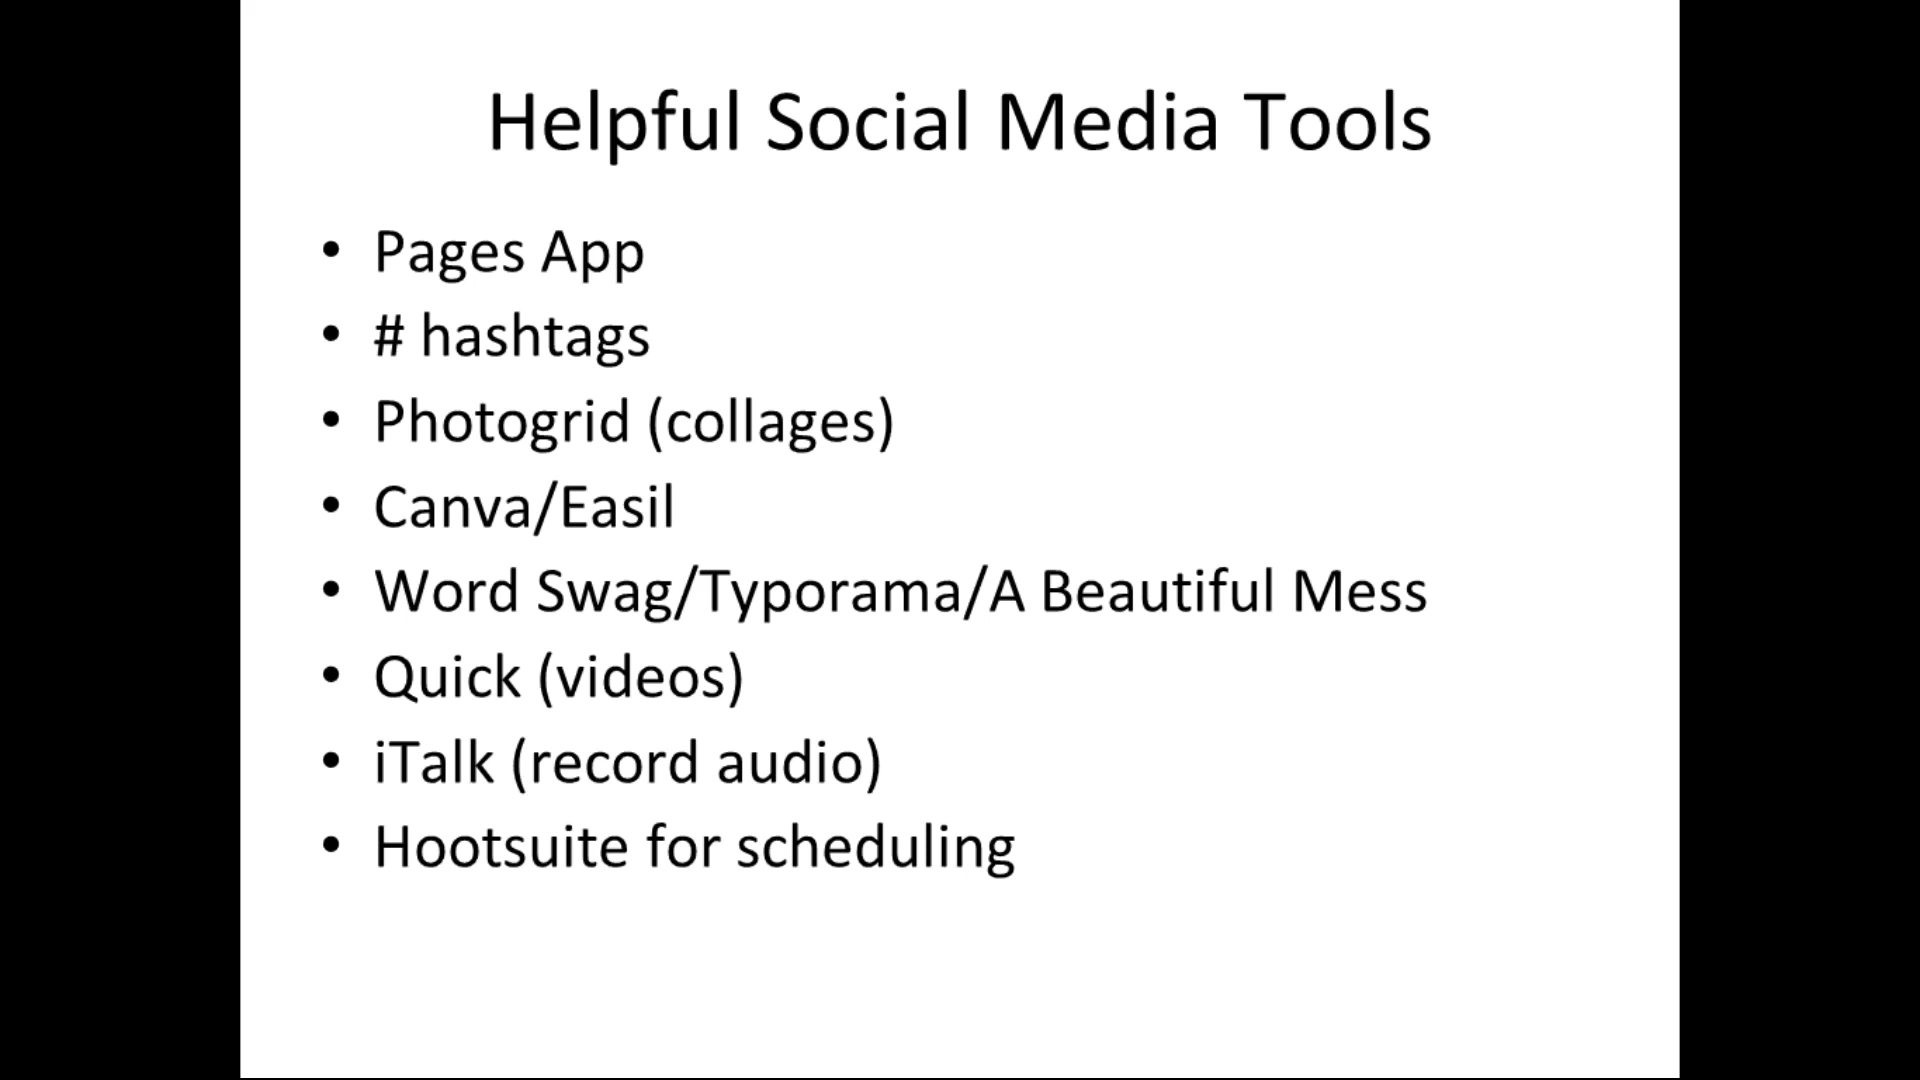 Helpful Social Media Tools
• Pages App
• # hashtags
• Photogrid (collages)
• Canva/Easil
• Word Swag/Typorama/A Beautiful Mess
• Quick (videos)
• iTalk (record audio)
• Hootsuite for scheduling